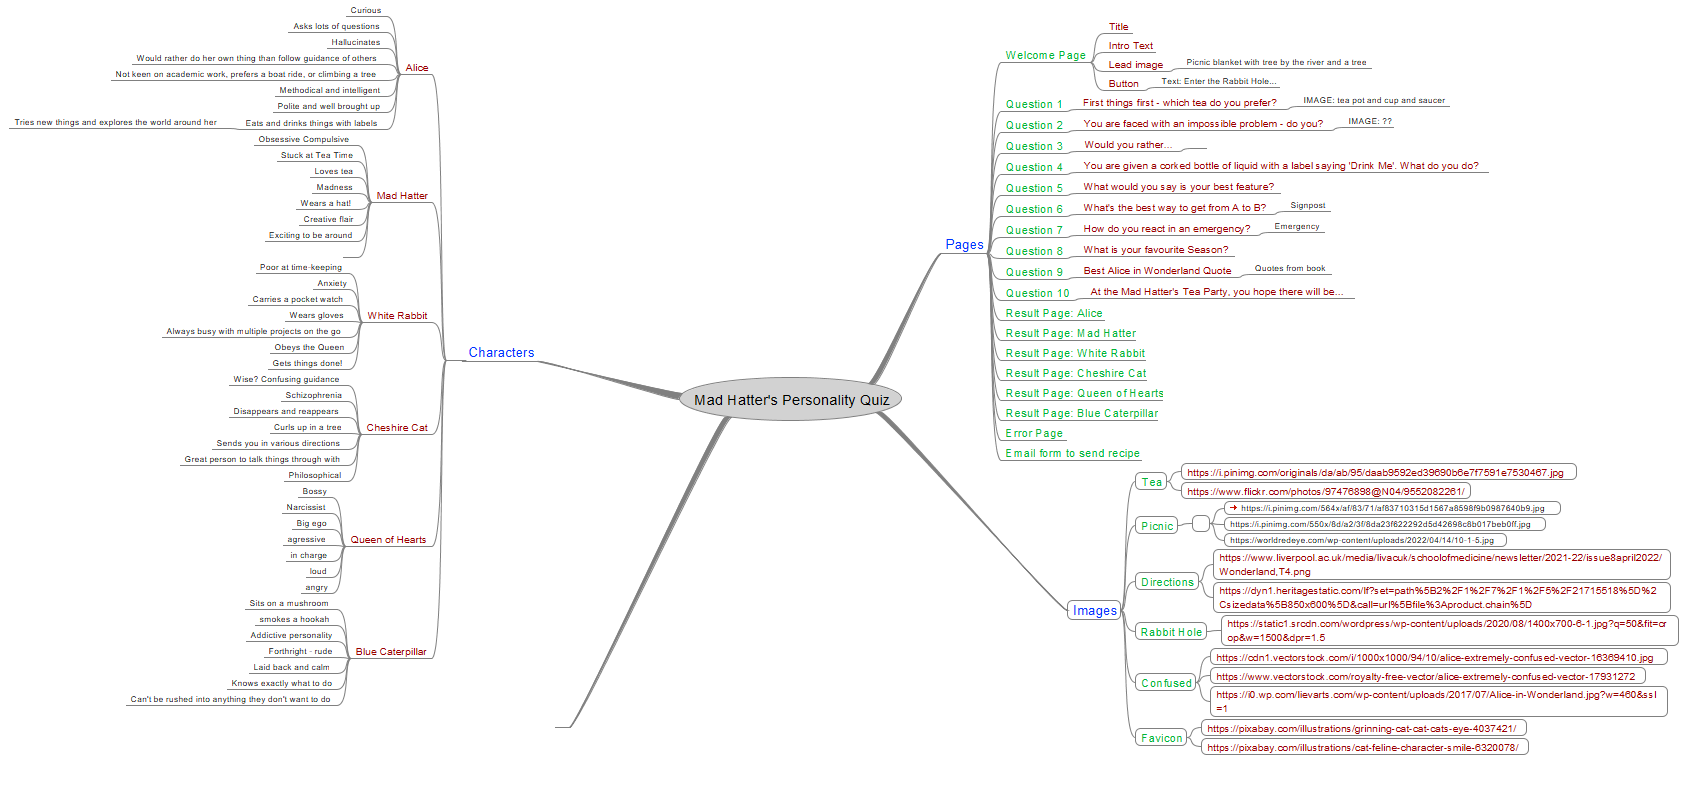 Mad Hatter's Personality Quiz
Characters
Alice
Curious
Asks lots of questions
Hallucinates
Would rather do her own thing than follow guidance of others
Not keen on academic work, prefers a boat ride, or climbing a tree
Methodical and intelligent
Polite and well brought up
Eats and drinks things with labels
Tries new things and explores the world around her
Mad Hatter
Obsessive Compulsive
Stuck at Tea Time
Loves tea
Madness
Wears a hat!
Creative flair
Exciting to be around
White Rabbit
Poor at time-keeping
Anxiety
Carries a pocket watch
Wears gloves
Always busy with multiple projects on the go
Obeys the Queen
Gets things done!
Cheshire Cat
Wise? Confusing guidance
Schizophrenia
Disappears and reappears
Curls up in a tree
Sends you in various directions
Great person to talk things through with
Philosophical
Queen of Hearts
Bossy
Narcissist
Big ego
agressive
in charge
loud
angry
Blue Caterpillar
Sits on a mushroom
smokes a hookah
Addictive personality
Forthright - rude
Laid back and calm
Knows exactly what to do
Can't be rushed into anything they don't want to do
Pages
Welcome Page
Title
Intro Text
Lead image
Picnic blanket with tree by the river and a tree
Button
Text: Enter the Rabbit Hole...
Question 1
First things first - which tea do you prefer?
IMAGE: tea pot and cup and saucer
Question 2
You are faced with an impossible problem - do you?
IMAGE: ??
Question 3
Would you rather...
Question 4
You are given a corked bottle of liquid with a label saying 'Drink Me'. What do you do?
Question 5
What would you say is your best feature?
Question 6
What's the best way to get from A to B?
Signpost
Question 7
How do you react in an emergency?
Emergency
Question 8
What is your favourite Season?
Question 9
Best Alice in Wonderland Quote
Quotes from book
Question 10
At the Mad Hatter's Tea Party, you hope there will be...
Result Page: Alice
Result Page: Mad Hatter
Result Page: White Rabbit
Result Page: Cheshire Cat
Result Page: Queen of Hearts
Result Page: Blue Caterpillar
Error Page
Email form to send recipe
Images
Tea
https://i.pinimg.com/originals/da/ab/95/daab9592ed39690b6e7f7591e7530467.jpg
https://www.flickr.com/photos/97476898@N04/9552082261/
Picnic
https://i.pinimg.com/564x/af/83/71/af83710315d1567a8598f9b0987640b9.jpg
https://i.pinimg.com/550x/8d/a2/3f/8da23f622292d5d42698c8b017beb0ff.jpg
https://worldredeye.com/wp-content/uploads/2022/04/14/10-1-5.jpg
Directions
https://www.liverpool.ac.uk/media/livacuk/schoolofmedicine/newsletter/2021-22/issue8april2022/
Wonderland,T4.png
https://dyn1.heritagestatic.com/lf?set=path%5B2%2F1%2F7%2F1%2F5%2F21715518%5D%2
Csizedata%5B850x600%5D&call=url%5Bfile%3Aproduct.chain%5D
Rabbit Hole
https://static1.srcdn.com/wordpress/wp-content/uploads/2020/08/1400x700-6-1.jpg?q=50&fit=cr
op&w=1500&dpr=1.5
Confused
https://cdn1.vectorstock.com/i/1000x1000/94/10/alice-extremely-confused-vector-16369410.jpg
https://www.vectorstock.com/royalty-free-vector/alice-extremely-confused-vector-17931272
https://i0.wp.com/lievarts.com/wp-content/uploads/2017/07/Alice-in-Wonderland.jpg?w=460&ssl
=1
Favicon
https://pixabay.com/illustrations/grinning-cat-cat-cats-eye-4037421/
https://pixabay.com/illustrations/cat-feline-character-smile-6320078/